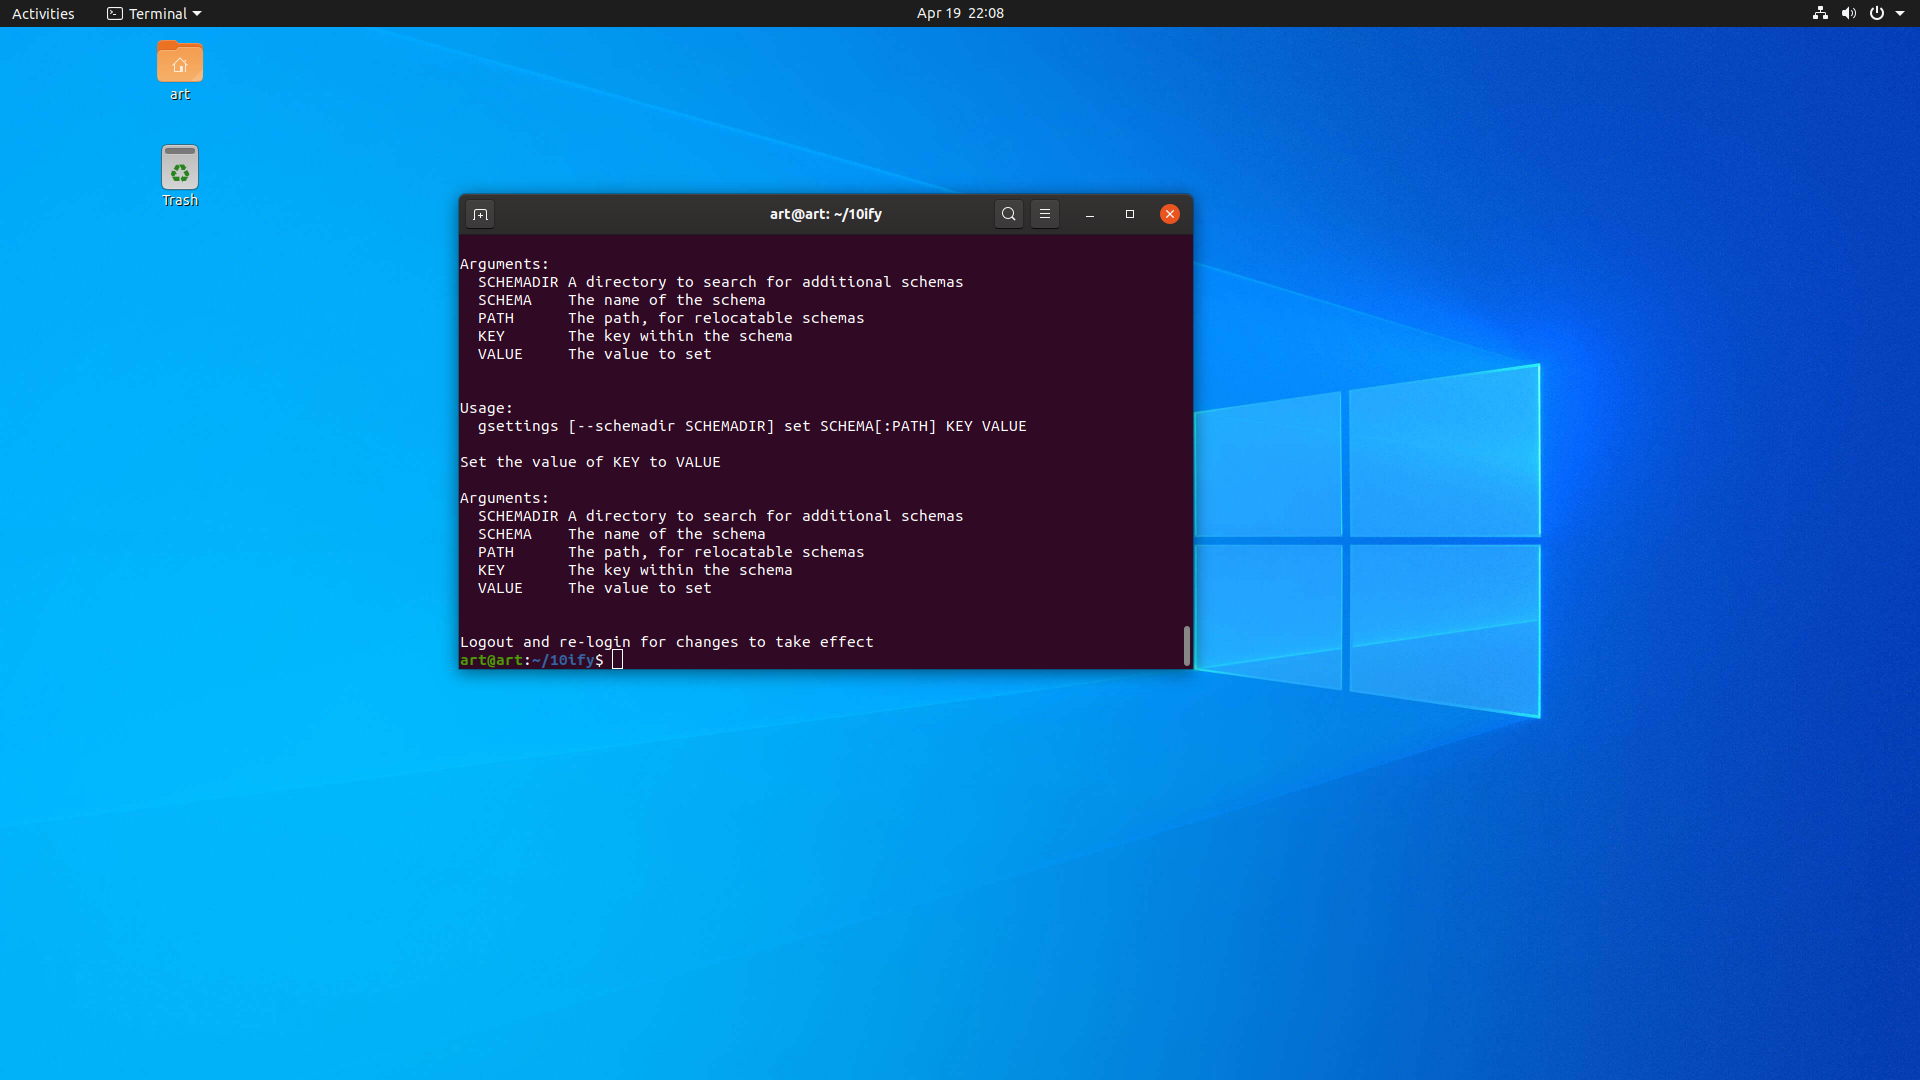 Activities
Terminal
Apr 19 22:08
art
Trash
art@art: ~/10ify
Arguments:
SCHEMADIR A directory to search for additional schemas
SCHEMA The name of the schema
PATH The path, for relocatable schemas
KEY The key within the schema
VALUE The value to set
Usage:
gsettings [--schemadir SCHEMADIR] set SCHEMA[:PATH] KEY VALUE
Set the value of KEY to VALUE
Arguments:
SCHEMADIR A directory to search for additional schemas
SCHEMA The name of the schema
PATH The path, for relocatable schemas
KEY The key within the schema
VALUE The value to set
Logout and re-login for changes to take effect
art@art:~/10ify$